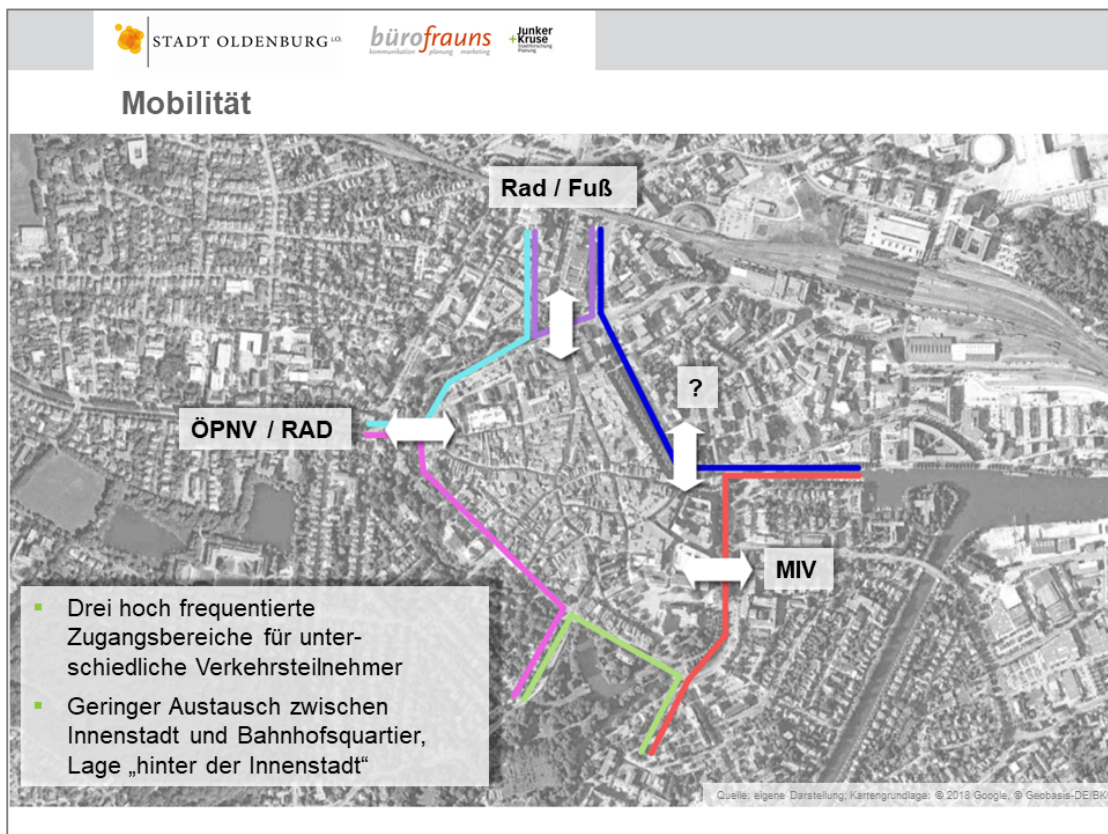 STADT OLDENBURG i.O.
bürofrauns
kommunikation planung marketing
+Junker
Kruse
Stadtforschung
Planung
Mobilität
Rad / Fuß
?
ÖPNV / RAD
MIV
▪ Drei hoch frequentierte
Zugangsbereiche für unter-
schiedliche Verkehrsteilnehmer
▪ Geringer Austausch zwischen
Innenstadt und Bahnhofsquartier,
Lage „hinter der Innenstadt“
Quelle: eigene Darstellung; Kartengrundlage: © 2018 Google, © Geobasis-DE/BK